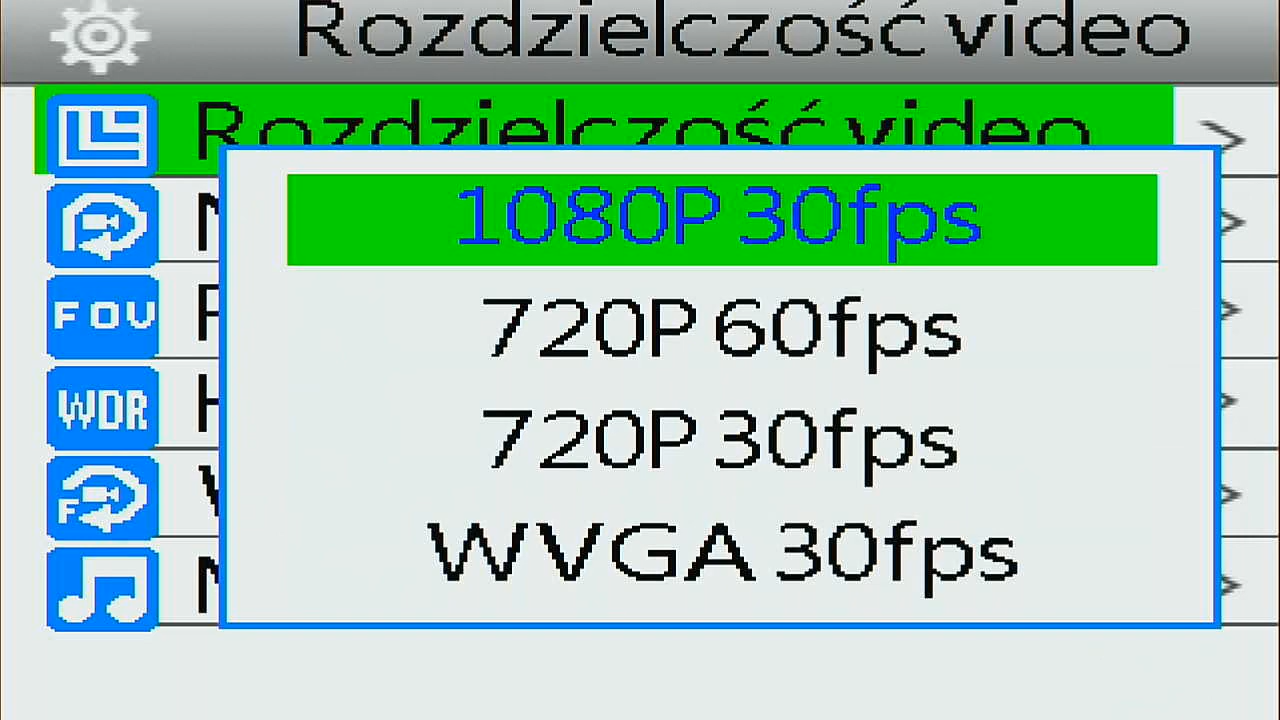 Rozdzielczość video
Rozdzielczość video
1080P 30fps
720P 60fps
FOV
720P 30fps
WDR
WVGA 30fps
F